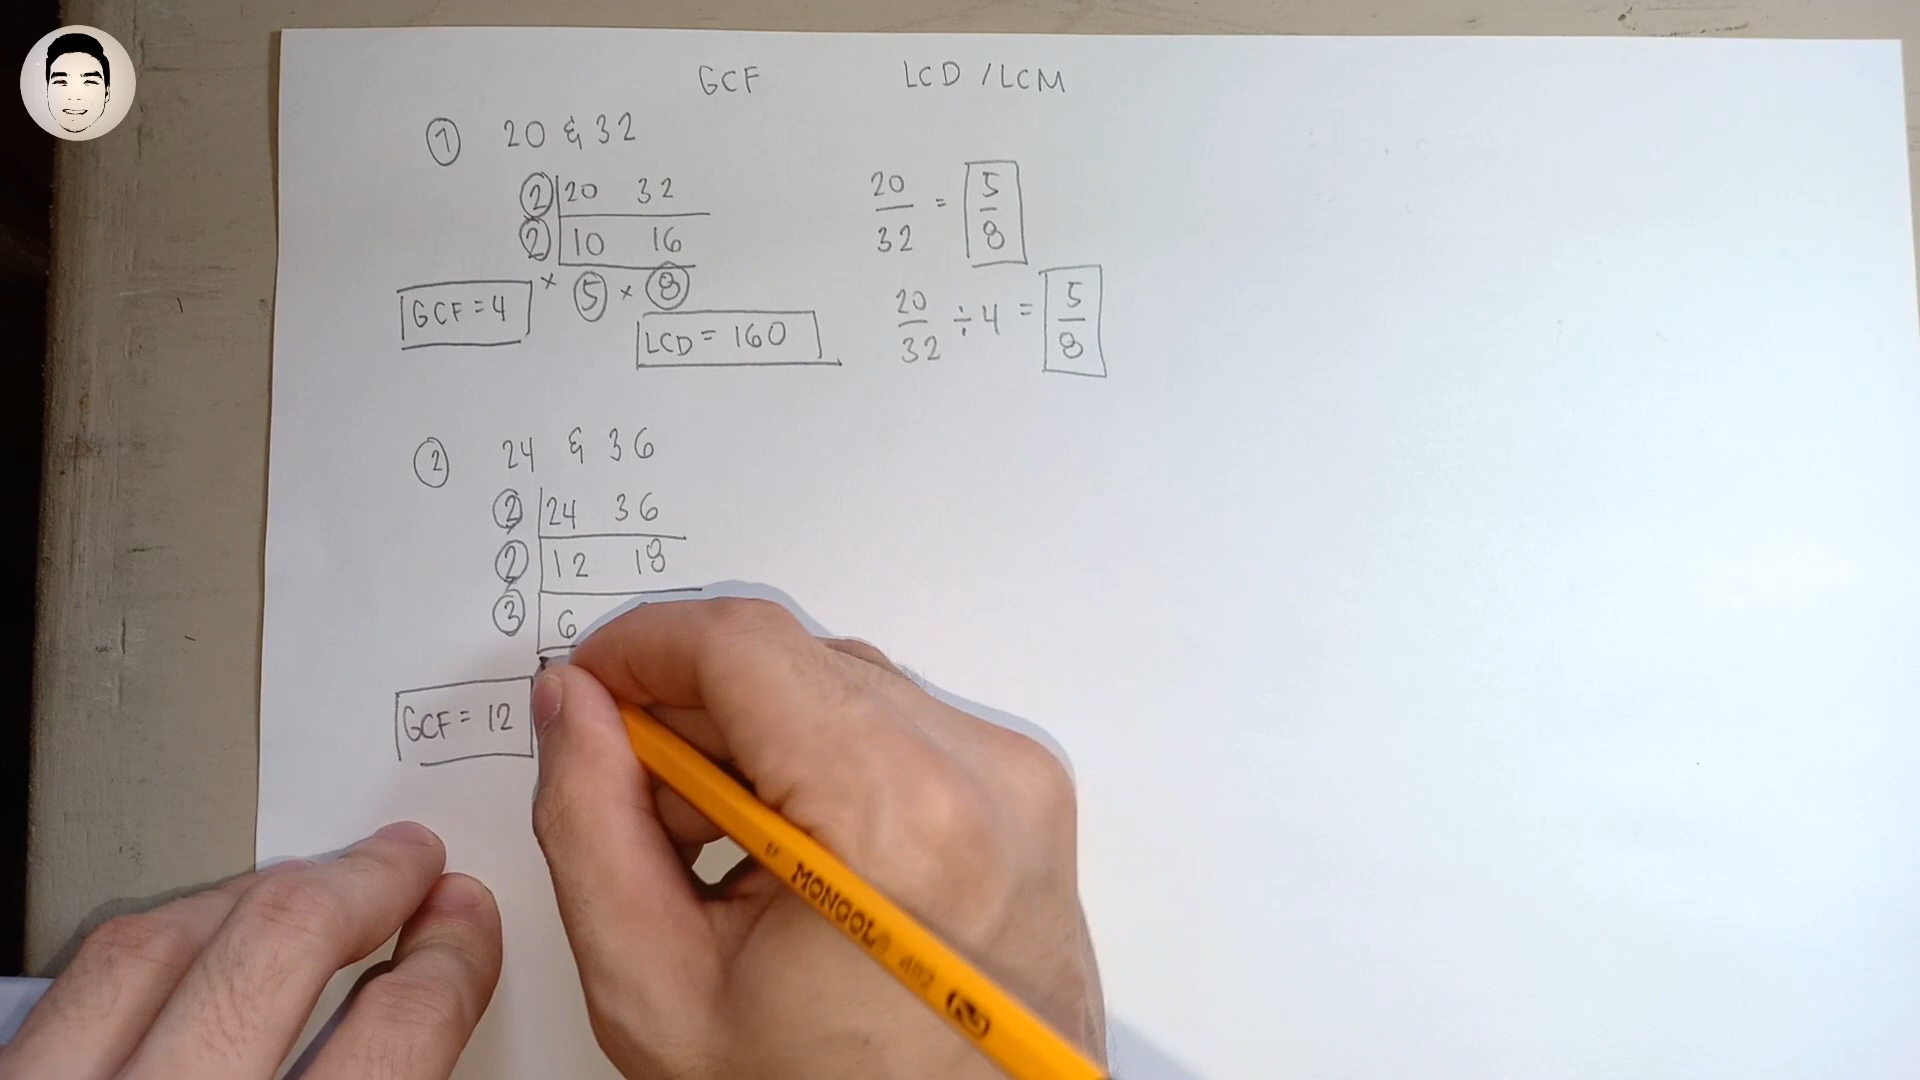 GCF LCD / LCM
① 20 & 32
② 20 32
② 10 16
× ⑤ × ⑧
GCF = 4
LCD = 160
20/32 = 5/8
20/32 ÷ 4 = 5/8
② 24 & 36
② 24 36
② 12 18
③ 6
GCF = 12
MONGOL 482 2